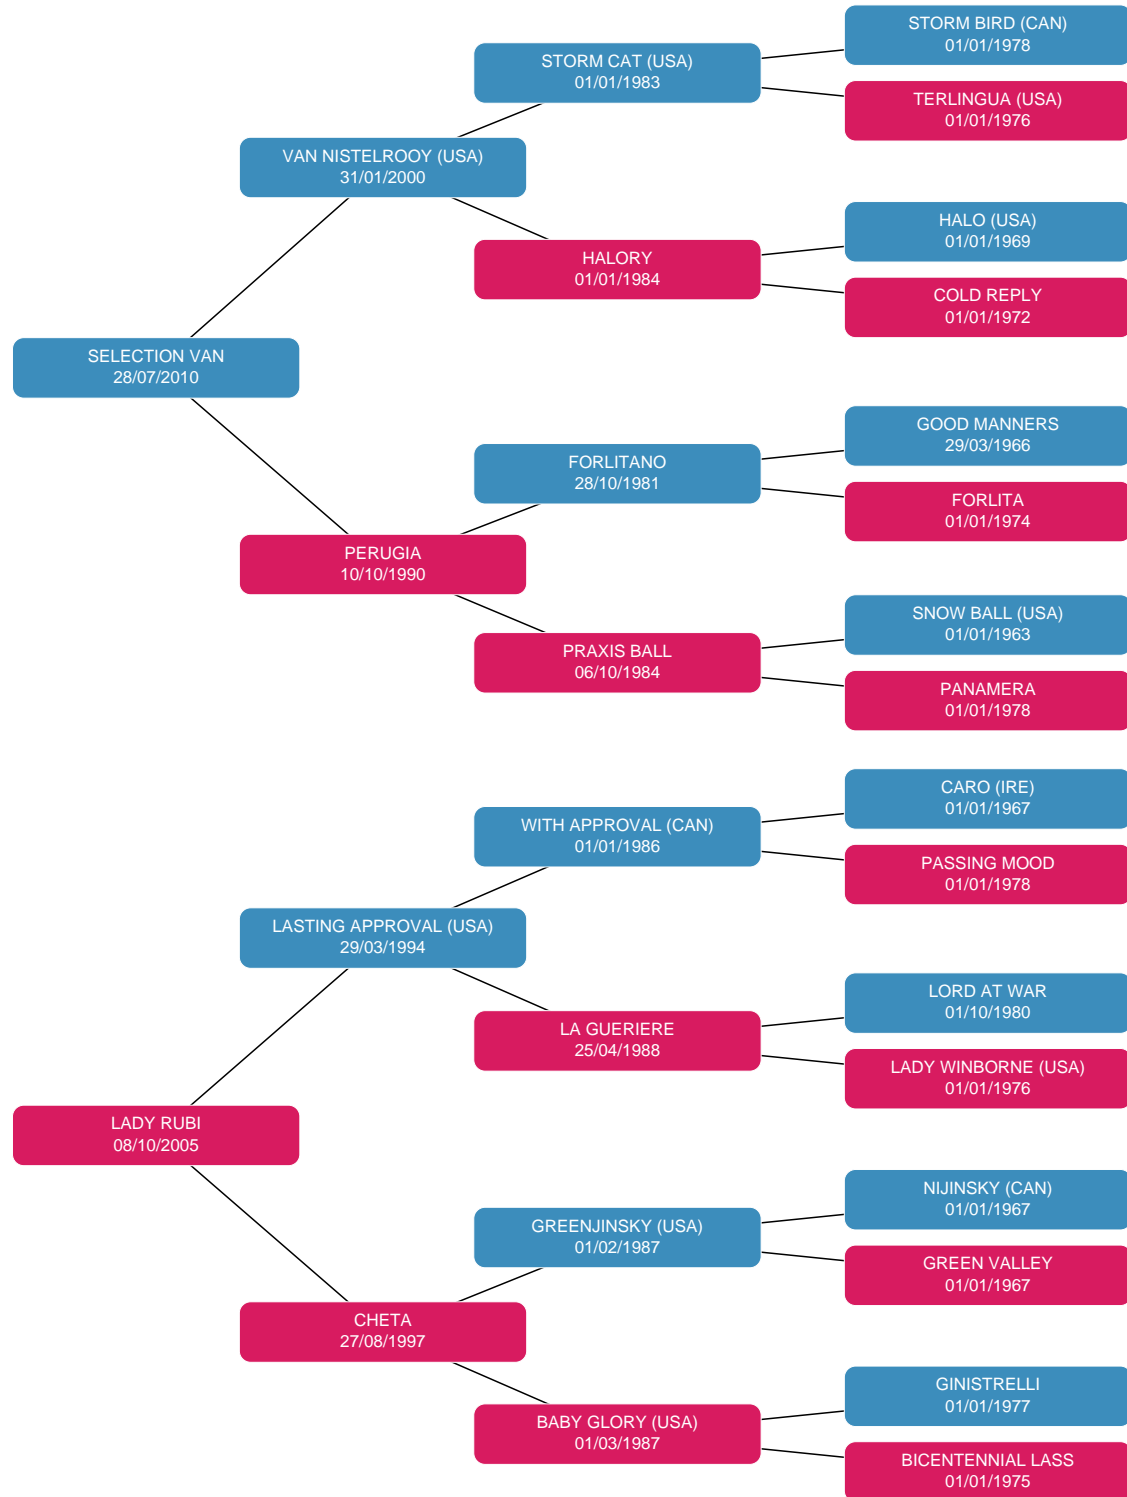 STORM BIRD (CAN)
01/01/1978
STORM CAT (USA)
01/01/1983
TERLINGUA (USA)
01/01/1976
VAN NISTELROOY (USA)
31/01/2000
HALO (USA)
01/01/1969
HALORY
01/01/1984
COLD REPLY
01/01/1972
SELECTION VAN
28/07/2010
GOOD MANNERS
29/03/1966
FORLITANO
28/10/1981
FORLITA
01/01/1974
PERUGIA
10/10/1990
SNOW BALL (USA)
01/01/1963
PRAXIS BALL
06/10/1984
PANAMERA
01/01/1978
CARO (IRE)
01/01/1967
WITH APPROVAL (CAN)
01/01/1986
PASSING MOOD
01/01/1978
LASTING APPROVAL (USA)
29/03/1994
LORD AT WAR
01/10/1980
LA GUERIERE
25/04/1988
LADY WINBORNE (USA)
01/01/1976
LADY RUBI
08/10/2005
NIJINSKY (CAN)
01/01/1967
GREENJINSKY (USA)
01/02/1987
GREEN VALLEY
01/01/1967
CHETA
27/08/1997
GINISTRELLI
01/01/1977
BABY GLORY (USA)
01/03/1987
BICENTENNIAL LASS
01/01/1975